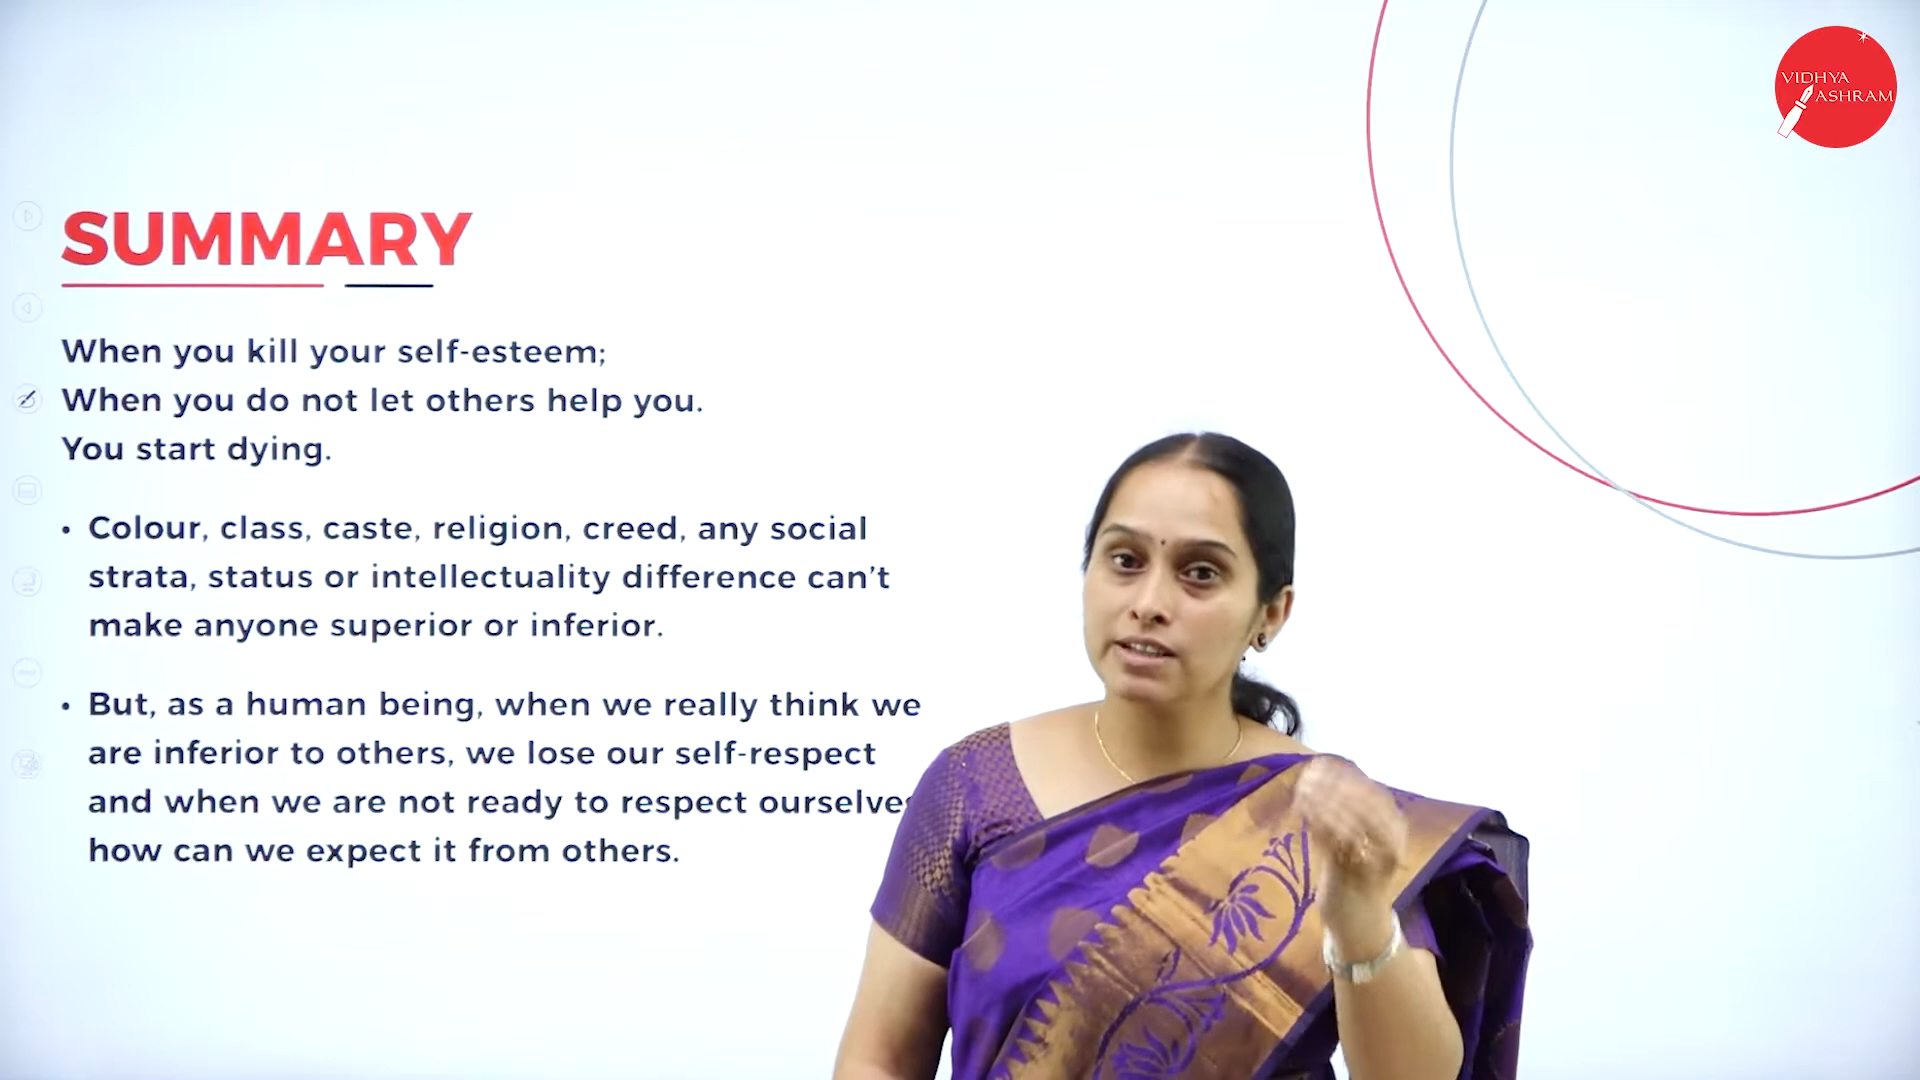 VIDHYA
ASHRAM
SUMMARY
When you kill your self-esteem;
When you do not let others help you.
You start dying.
• Colour, class, caste, religion, creed, any social
strata, status or intellectuality difference can't
make anyone superior or inferior.
• But, as a human being, when we really think we
are inferior to others, we lose our self-respect
and when we are not ready to respect ourselves
how can we expect it from others.